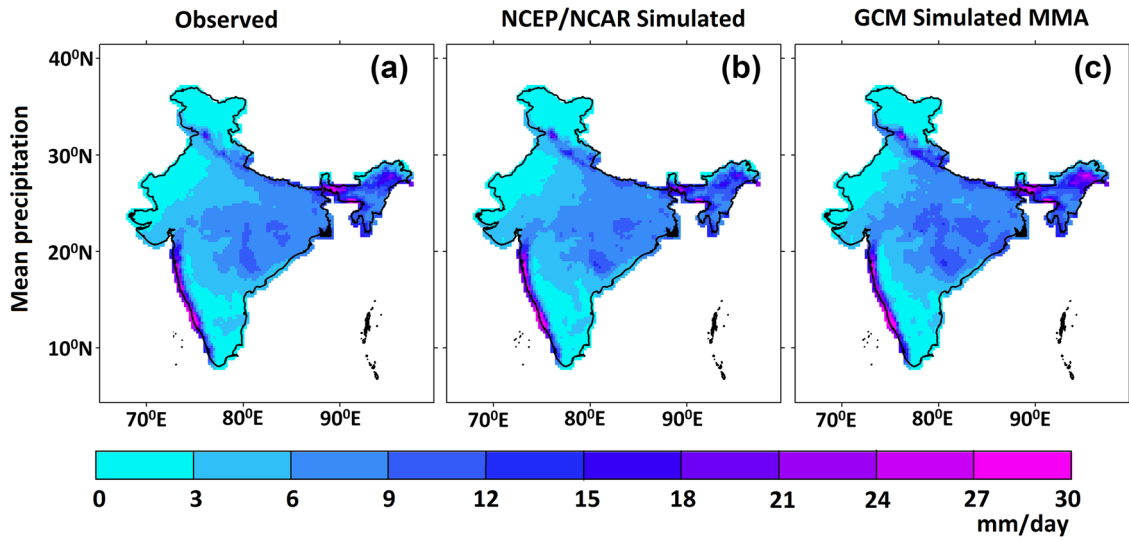 Observed
NCEP/NCAR Simulated
GCM Simulated MMA
Mean precipitation
40⁰N
30⁰N
20⁰N
10⁰N
(a)
(b)
(c)
70⁰E 80⁰E 90⁰E
70⁰E 80⁰E 90⁰E
70⁰E 80⁰E 90⁰E
0 3 6 9 12 15 18 21 24 27 30
mm/day